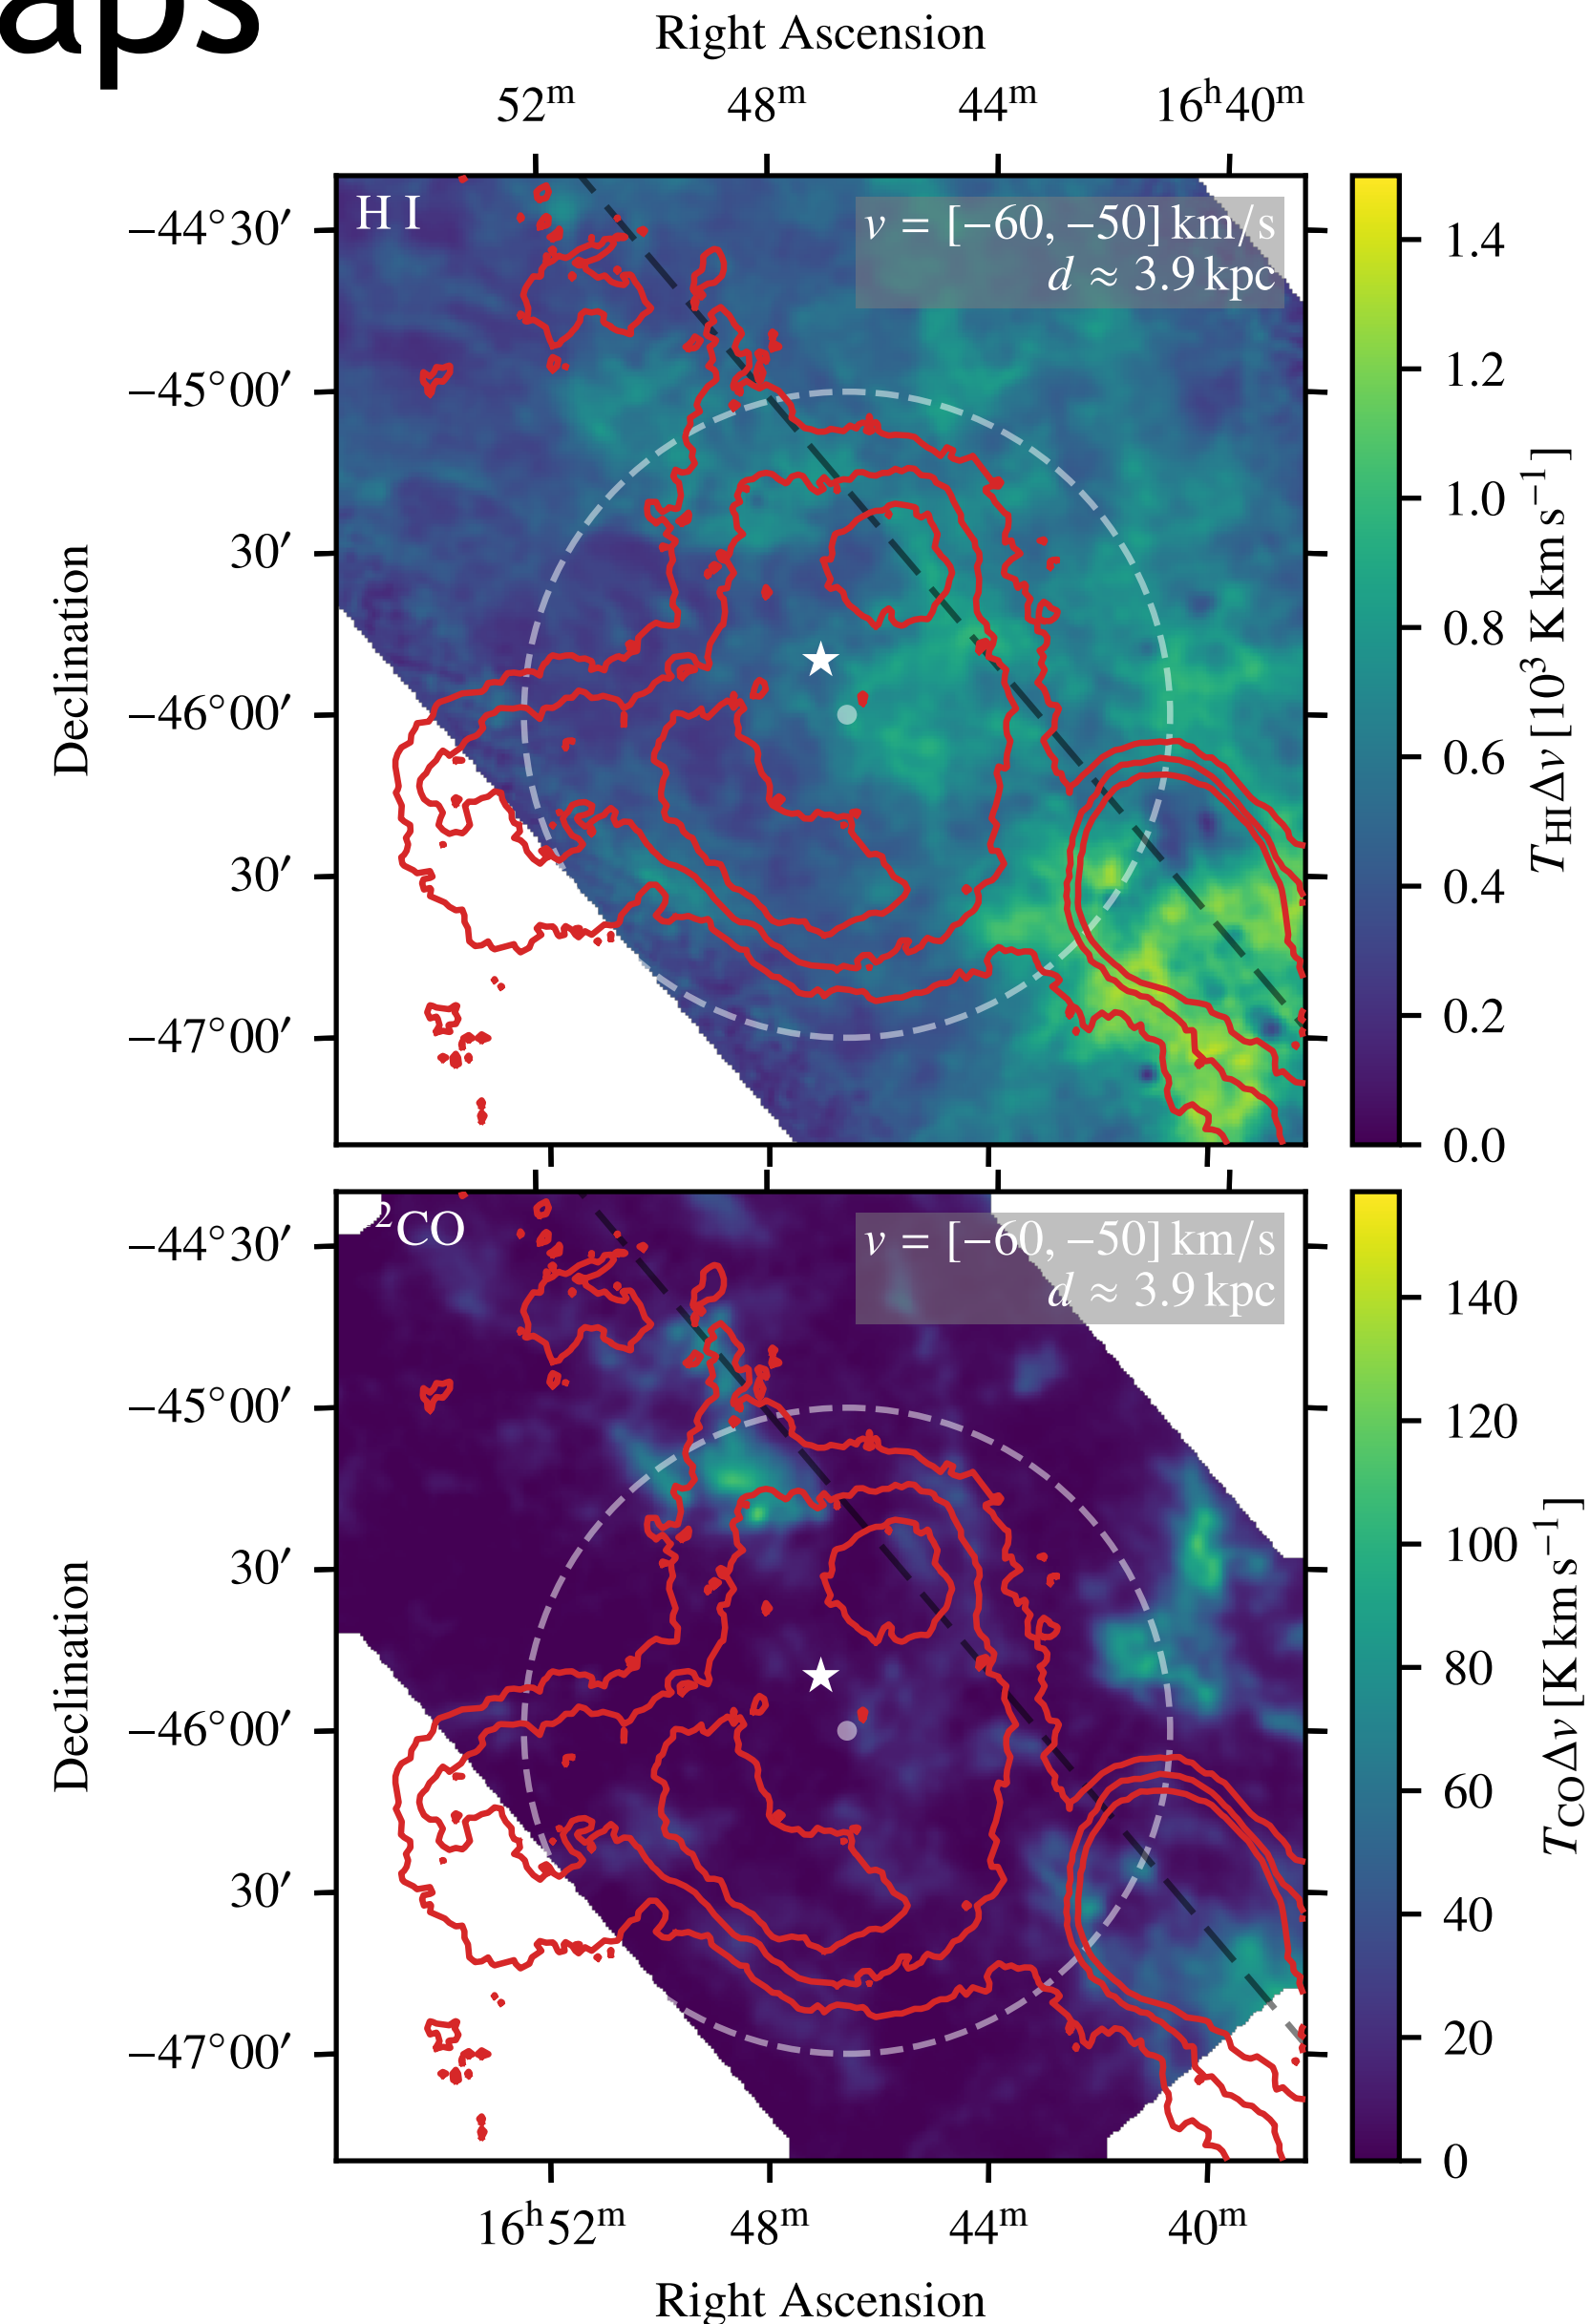 aps
Right Ascension
52ᵐ 48ᵐ 44ᵐ 16ʰ40ᵐ
H I
v = [−60, −50] km/s
d ≈ 3.9 kpc
−44°30′
−45°00′
30′
−46°00′
30′
−47°00′
Declination
1.4
1.2
1.0
0.8
0.6
0.4
0.2
0.0
T_HI Δv [10³ K km s⁻¹]
²CO
v = [−60, −50] km/s
d ≈ 3.9 kpc
−44°30′
−45°00′
30′
−46°00′
30′
−47°00′
Declination
140
120
100
80
60
40
20
0
T_CO Δv [K km s⁻¹]
16ʰ52ᵐ 48ᵐ 44ᵐ 40ᵐ
Right Ascension